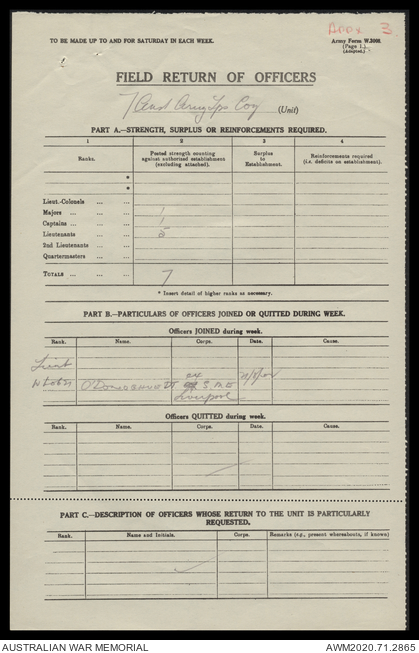 Appx 3.
TO BE MADE UP TO AND FOR SATURDAY IN EACH WEEK.
Army Form W.3008.
(Page 1.)
(Adapted.)
FIELD RETURN OF OFFICERS
7 Aust Army Tps Coy (Unit)
PART A.—STRENGTH, SURPLUS OR REINFORCEMENTS REQUIRED.
1 2 3 4
Ranks. Posted strength counting against authorized establishment (excluding attached). Surplus to Establishment. Reinforcements required (i.e. deficits on establishment).
*
*
Lieut.-Colonels ... ...
Majors ... ... ... 1
Captains ... ... ... 1
Lieutenants ... ... 5
2nd Lieutenants ... ...
Quartermasters ... ...
TOTALS ... ... ... 7
* Insert detail of higher ranks as necessary.
PART B.—PARTICULARS OF OFFICERS JOINED OR QUITTED DURING WEEK.
Officers JOINED during week.
Rank. Name. Corps. Date. Cause.
Lieut
O'DONOGHUE ex S.M.E
Liverpool
Officers QUITTED during week.
Rank. Name. Corps. Date. Cause.
PART C.—DESCRIPTION OF OFFICERS WHOSE RETURN TO THE UNIT IS PARTICULARLY
REQUESTED.
Rank. Name and Initials. Corps. Remarks (e.g., present whereabouts, if known)
AUSTRALIAN WAR MEMORIAL AWM2020.71.2865